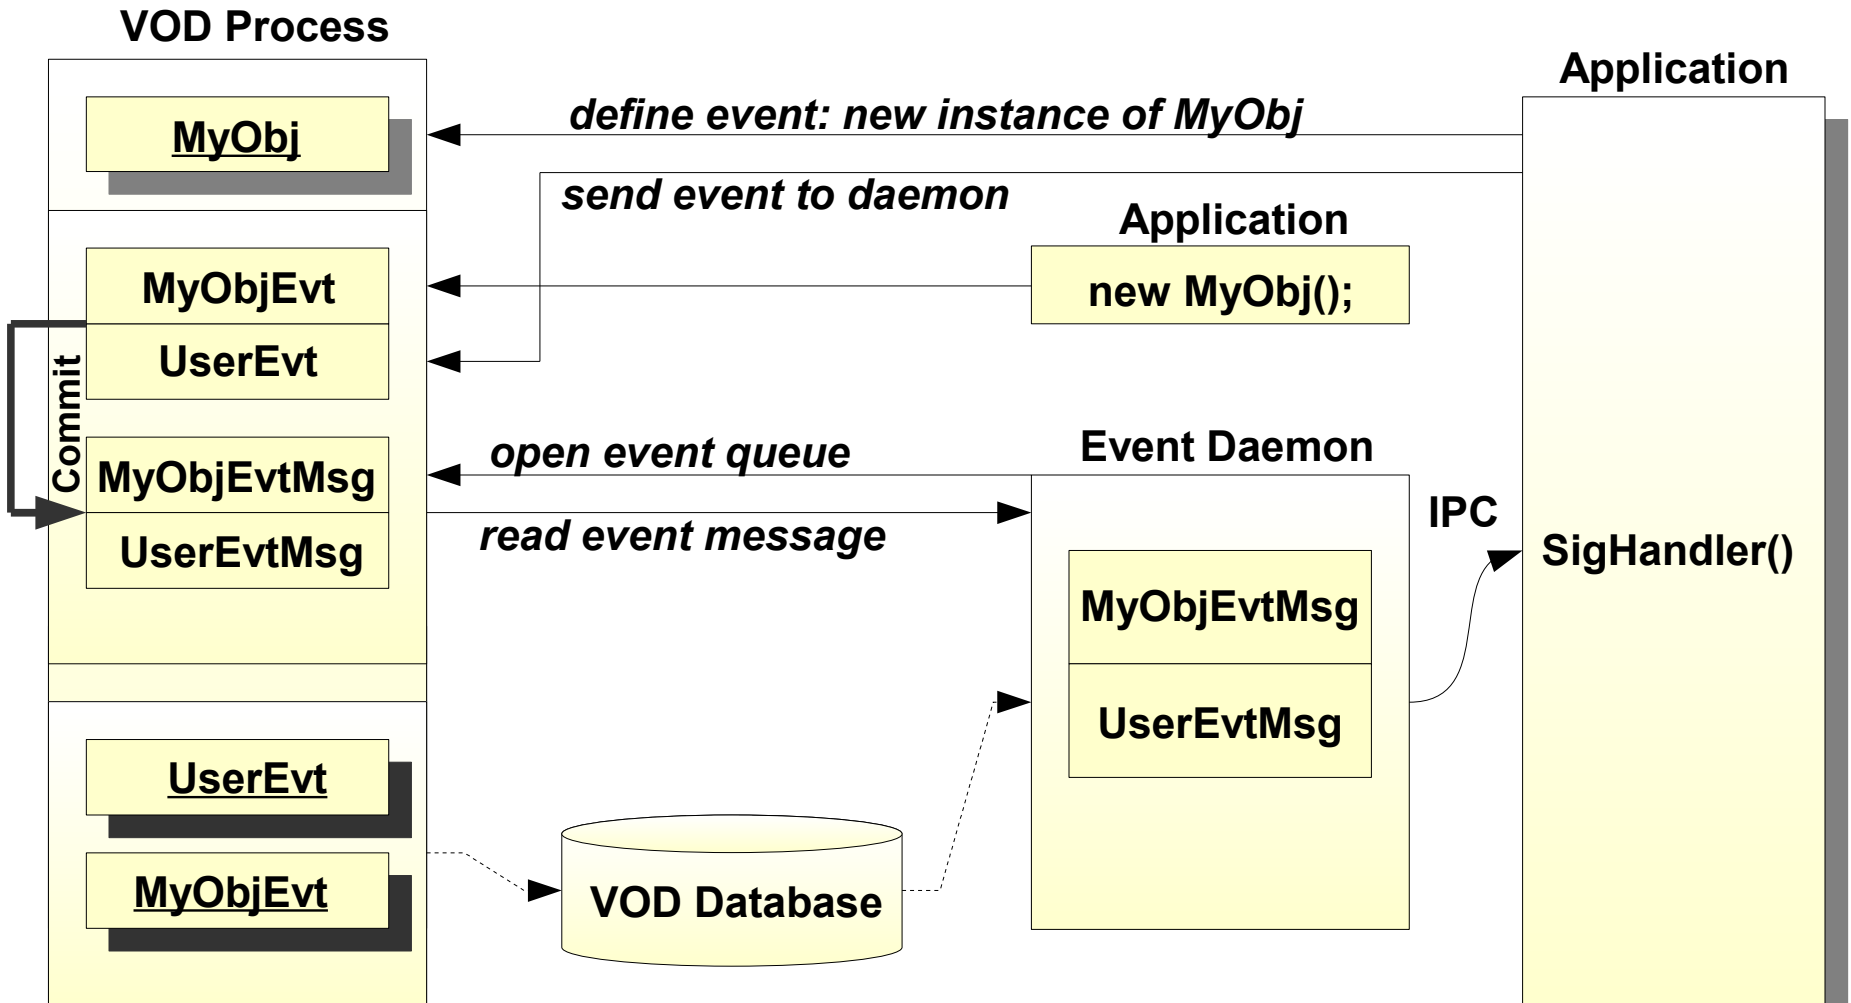 VOD Process
Application
MyObj
define event: new instance of MyObj
send event to daemon
Application
MyObjEvt
new MyObj();
UserEvt
Commit
MyObjEvtMsg
open event queue
Event Daemon
read event message
IPC
UserEvtMsg
SigHandler()
MyObjEvtMsg
UserEvtMsg
UserEvt
MyObjEvt
VOD Database